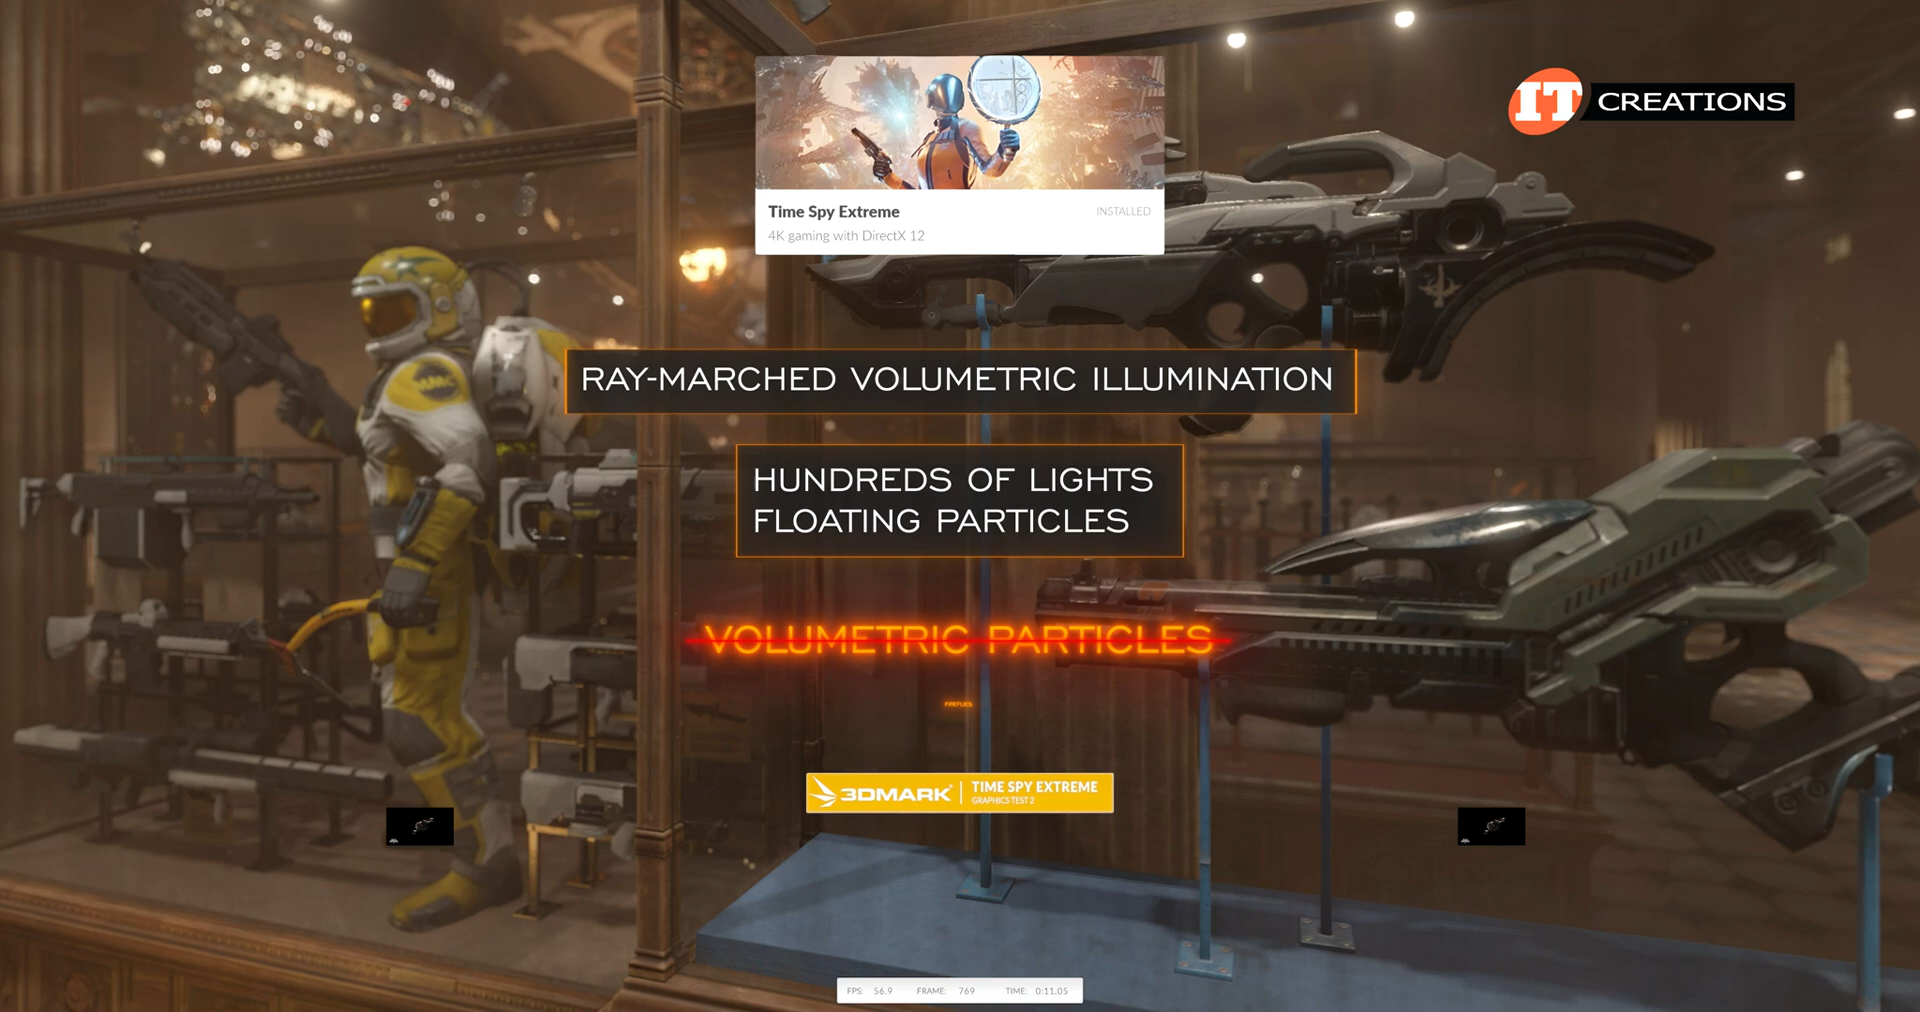 IT CREATIONS
Time Spy Extreme
INSTALLED
4K gaming with DirectX 12
RAY-MARCHED VOLUMETRIC ILLUMINATION
HUNDREDS OF LIGHTS
FLOATING PARTICLES
VOLUMETRIC PARTICLES
FIREFLIES
3DMARK | TIME SPY EXTREME
GRAPHICS TEST 2
FPS: 56.9 FRAME: 769 TIME: 0:11.05